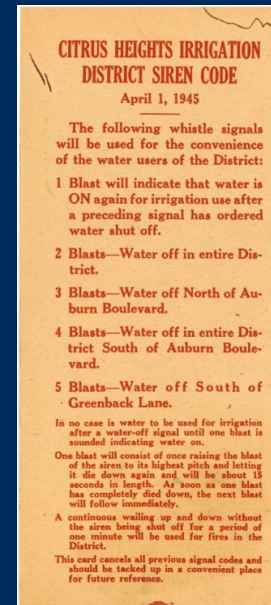 CITRUS HEIGHTS IRRIGATION
DISTRICT SIREN CODE
April 1, 1945
The following whistle signals
will be used for the convenience
of the water users of the District:
1 Blast will indicate that water is
ON again for irrigation use after
a preceding signal has ordered
water shut off.
2 Blasts—Water off in entire Dis-
trict.
3 Blasts—Water off North of Au-
burn Boulevard.
4 Blasts—Water off in entire Dis-
trict South of Auburn Boule-
vard.
5 Blasts—Water off South of
Greenback Lane.
In no case is water to be used for irrigation
after a water-off signal until one blast is
sounded indicating water on.
One blast will consist of once raising the blast
of the siren to its highest pitch and letting
it die down again and will be about 15
seconds in length. As soon as one blast
has completely died down, the next blast
will follow immediately.
A continuous wailing up and down without
the siren being shut off for a period of
one minute will be used for fires in the
District.
This card cancels all previous signal codes and
should be tacked up in a convenient place
for future reference.